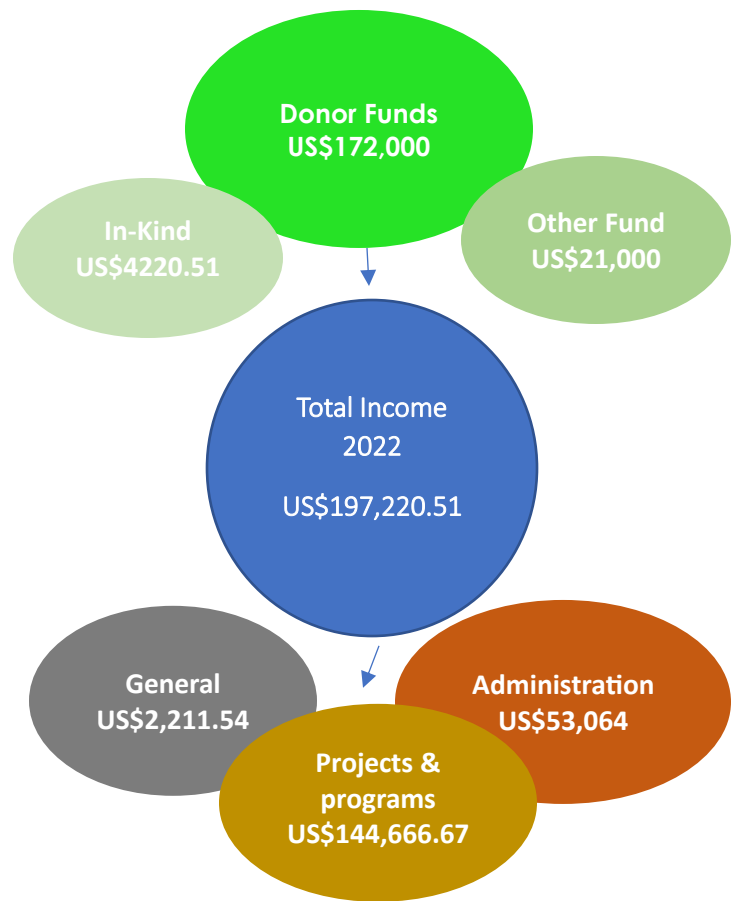 Donor Funds
US$172,000
In-Kind
US$4220.51
Other Fund
US$21,000
Total Income
2022
US$197,220.51
General
US$2,211.54
Administration
US$53,064
Projects &
programs
US$144,666.67